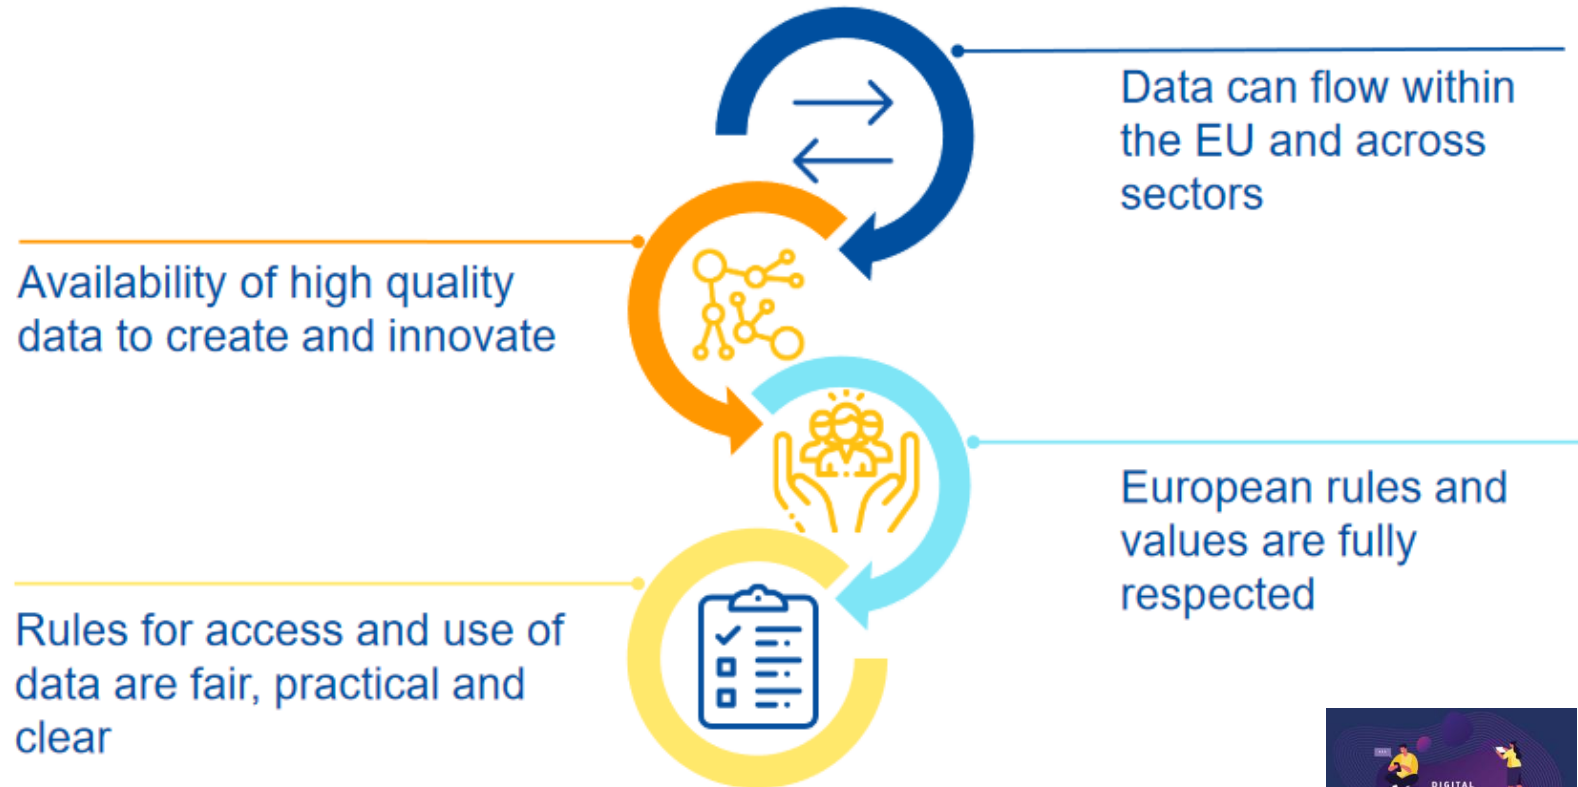 Data can flow within
the EU and across
sectors
Availability of high quality
data to create and innovate
European rules and
values are fully
respected
Rules for access and use of
data are fair, practical and
clear
DIGITAL